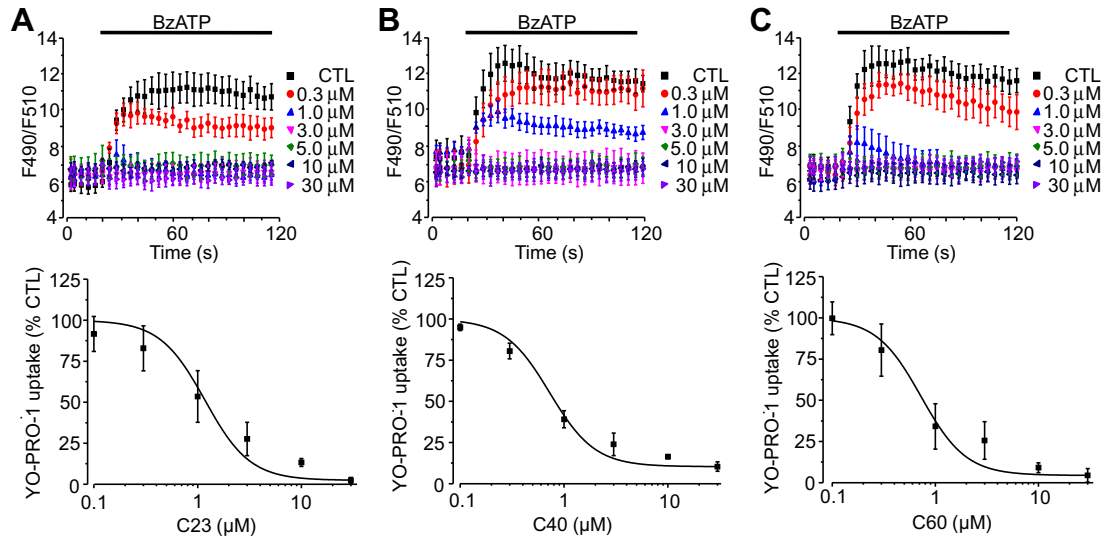 A
BzATP
F490/F510
14
12
10
8
6
4
0
60
120
Time (s)
CTL
0.3 µM
1.0 µM
3.0 µM
5.0 µM
10 µM
30 µM
B
BzATP
F490/F510
14
12
10
8
6
4
0
60
120
Time (s)
CTL
0.3 µM
1.0 µM
3.0 µM
5.0 µM
10 µM
30 µM
C
BzATP
F490/F510
14
12
10
8
6
4
0
60
120
Time (s)
CTL
0.3 µM
1.0 µM
3.0 µM
5.0 µM
10 µM
30 µM
YO-PRO-1 uptake (% CTL)
125
100
75
50
25
0
0.1
1
10
C23 (µM)
YO-PRO-1 uptake (% CTL)
125
100
75
50
25
0
0.1
1
10
C40 (µM)
YO-PRO-1 uptake (% CTL)
125
100
75
50
25
0
0.1
1
10
C60 (µM)